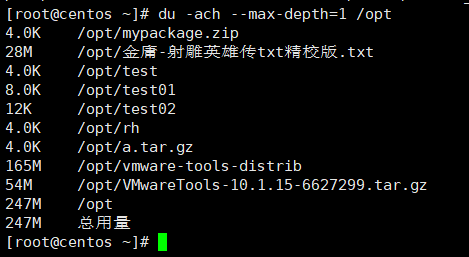 [root@centos ~]# du -ach --max-depth=1 /opt
4.0K    /opt/mypackage.zip
28M     /opt/金庸-射雕英雄传txt精校版.txt
4.0K    /opt/test
8.0K    /opt/test01
12K     /opt/test02
4.0K    /opt/rh
4.0K    /opt/a.tar.gz
165M    /opt/vmware-tools-distrib
54M     /opt/VMwareTools-10.1.15-6627299.tar.gz
247M    /opt
247M    总用量
[root@centos ~]#